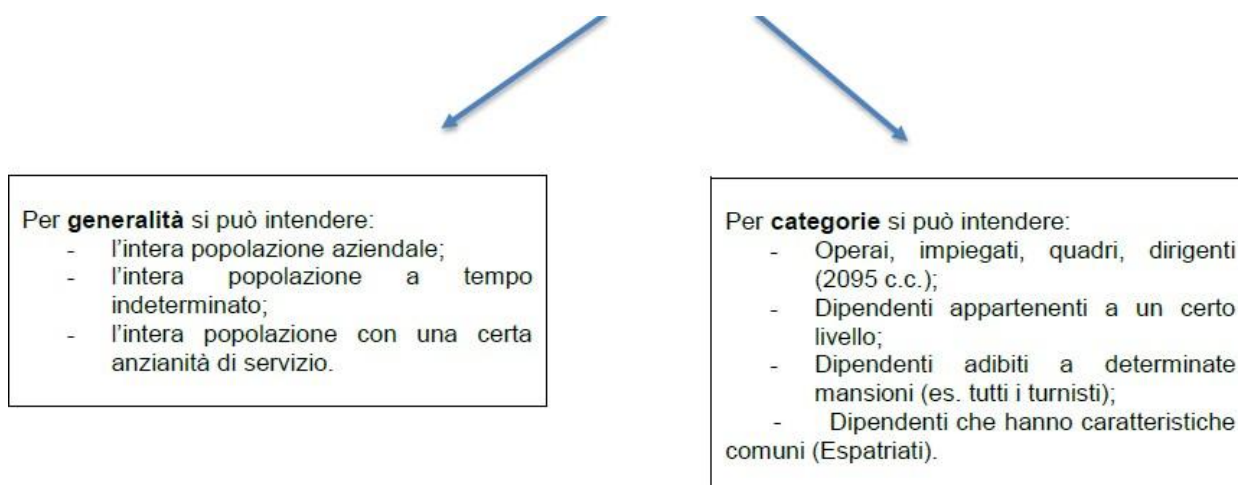 Per generalità si può intendere:
- l'intera popolazione aziendale;
- l'intera popolazione a tempo
indeterminato;
- l'intera popolazione con una certa
anzianità di servizio.
Per categorie si può intendere:
- Operai, impiegati, quadri, dirigenti
(2095 c.c.);
- Dipendenti appartenenti a un certo
livello;
- Dipendenti adibiti a determinate
mansioni (es. tutti i turnisti);
- Dipendenti che hanno caratteristiche
comuni (Espatriati).